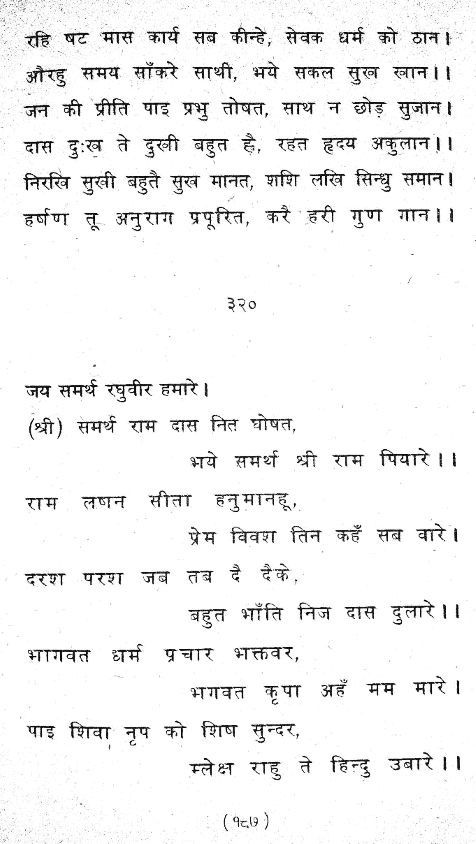 रहि षट मास कार्य सब कीन्हे, सेवक धर्म को ठान।
औरहु समय साँकरे साथी, भये सकल सुख खान।।
जन की प्रीति पाइ प्रभु तोषत, साथ न छोड़ सुजान।
दास दुःख ते दुखी बहुत है, रहत हृदय अकुलान।।
निरखि सुखी बहुतै सुख मानत, शशि लखि सिन्धु समान।
हर्षण तू अनुराग प्रपूरित, करै हरी गुण गान।।
३२०
जय समर्थ रघुवीर हमारे।
(श्री) समर्थ राम दास नित घोषत,
भये समर्थ श्री राम पियारे।।
राम लषन सीता हनुमानहू,
प्रेम विवश तिन कहँ सब वारे।
दरश परश जब तब दै दैके,
बहुत भाँति निज दास दुलारे।।
भागवत धर्म प्रचार भक्तवर,
भगवत कृपा अहँ मम मारे।
पाइ शिवा नृप को शिष सुन्दर,
म्लेक्ष राहु ते हिन्दु उबारे।।
(१८७)